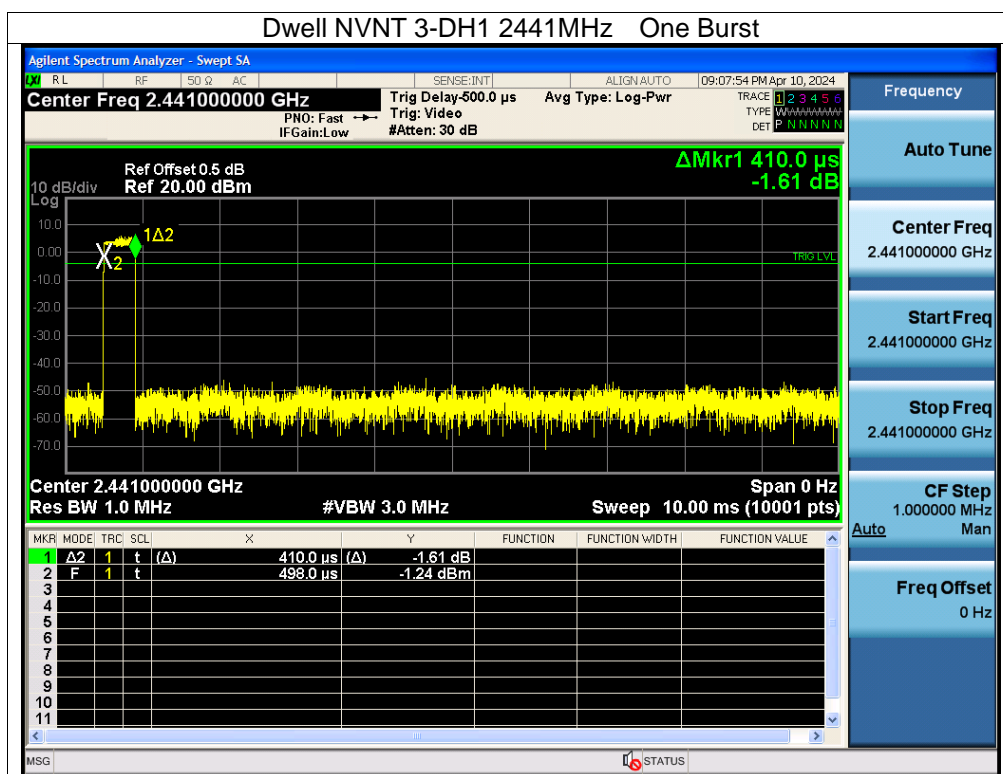 Dwell NVNT 3-DH1 2441MHz One Burst
Agilent Spectrum Analyzer - Swept SA
LXI RL RF 50 Ω AC SENSE:INT ALIGN AUTO 09:07:54 PM Apr 10, 2024
Center Freq 2.441000000 GHz Trig Delay-500.0 µs Avg Type: Log-Pwr TRACE 1 2 3 4 5 6
PNO: Fast Trig: Video TYPE WWWWWW
IFGain:Low #Atten: 30 dB DET P N N N N N
Frequency
Auto Tune
Center Freq
2.441000000 GHz
Start Freq
2.441000000 GHz
Stop Freq
2.441000000 GHz
CF Step
1.000000 MHz
Auto Man
Freq Offset
0 Hz
ΔMkr1 410.0 µs
-1.61 dB
Ref Offset 0.5 dB
10 dB/div Ref 20.00 dBm
Log
10.0
0.00
-10.0
-20.0
-30.0
-40.0
-50.0
-60.0
-70.0
1Δ2
X2
TRIG LVL
Center 2.441000000 GHz Span 0 Hz
Res BW 1.0 MHz #VBW 3.0 MHz Sweep 10.00 ms (10001 pts)
MKR MODE TRC SCL X Y FUNCTION FUNCTION WIDTH FUNCTION VALUE
1 Δ2 1 t (Δ) 410.0 µs (Δ) -1.61 dB
2 F 1 t 498.0 µs -1.24 dBm
3
4
5
6
7
8
9
10
11
MSG STATUS